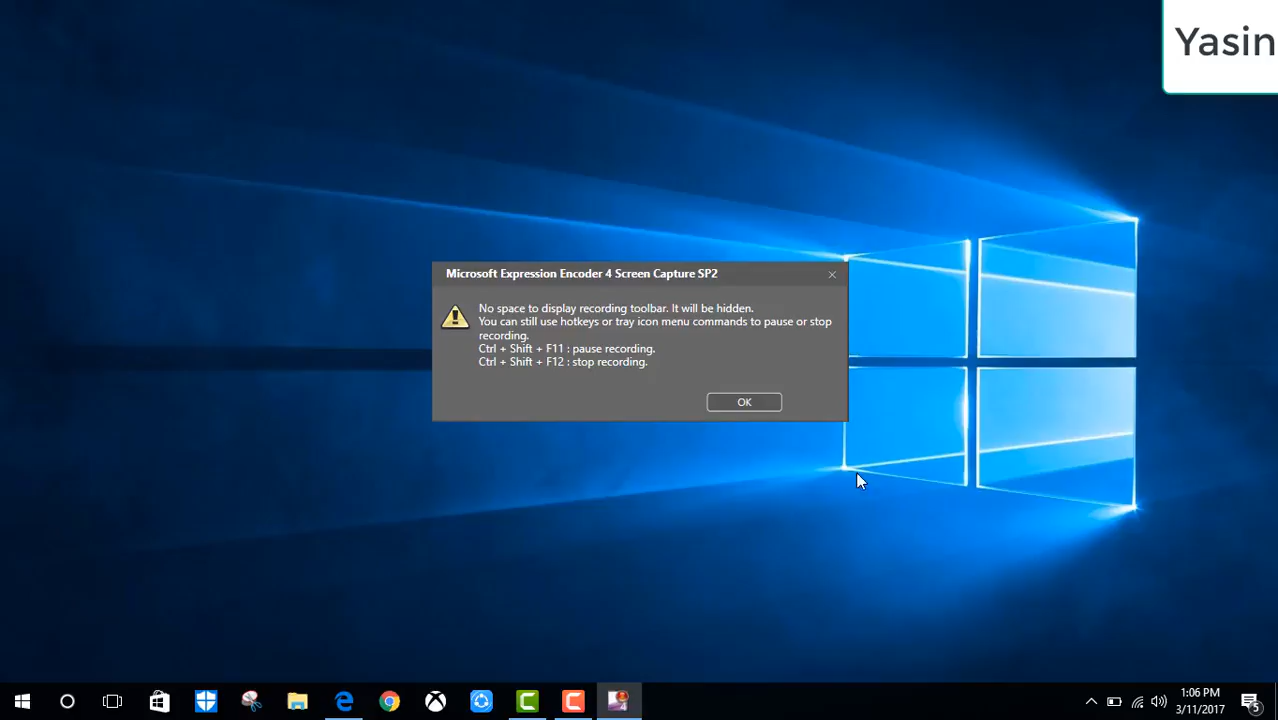 Yasin
Microsoft Expression Encoder 4 Screen Capture SP2
No space to display recording toolbar. It will be hidden.
You can still use hotkeys or tray icon menu commands to pause or stop
recording.
Ctrl + Shift + F11 : pause recording.
Ctrl + Shift + F12 : stop recording.
OK
1:06 PM
3/11/2017
5